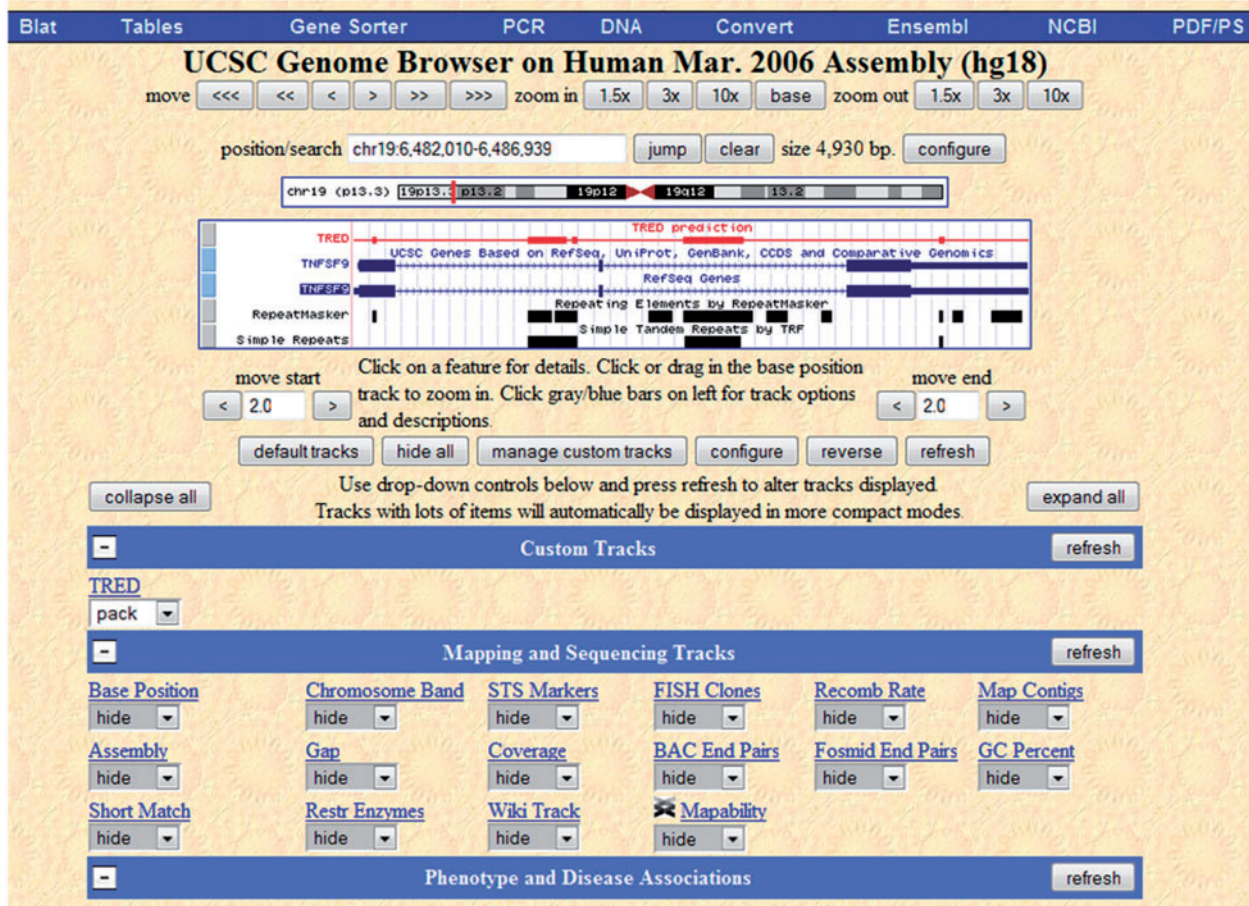 Blat Tables Gene Sorter PCR DNA Convert Ensembl NCBI PDF/PS
UCSC Genome Browser on Human Mar. 2006 Assembly (hg18)
move <<< << < > >> >>> zoom in 1.5x 3x 10x base zoom out 1.5x 3x 10x
position/search chr19:6,482,010-6,486,939 jump clear size 4,930 bp. configure
chr19 (p13.3) 19p13.3 p13.2 19p12 19q12 13.2
TRED prediction
TRED
UCSC Genes Based on RefSeq, UniProt, GenBank, CCDS and Comparative Genomics
TNFSF9
RefSeq Genes
TNFSF9
Repeating Elements by RepeatMasker
RepeatMasker
Simple Tandem Repeats by TRF
Simple Repeats
move start
< 2.0 >
Click on a feature for details. Click or drag in the base position
track to zoom in. Click gray/blue bars on left for track options
and descriptions.
move end
< 2.0 >
default tracks hide all manage custom tracks configure reverse refresh
collapse all
Use drop-down controls below and press refresh to alter tracks displayed.
Tracks with lots of items will automatically be displayed in more compact modes.
expand all
- Custom Tracks refresh
TRED
pack
- Mapping and Sequencing Tracks refresh
Base Position Chromosome Band STS Markers FISH Clones Recomb Rate Map Contigs
hide hide hide hide hide hide
Assembly Gap Coverage BAC End Pairs Fosmid End Pairs GC Percent
hide hide hide hide hide hide
Short Match Restr Enzymes Wiki Track Mapability
hide hide hide hide
- Phenotype and Disease Associations refresh